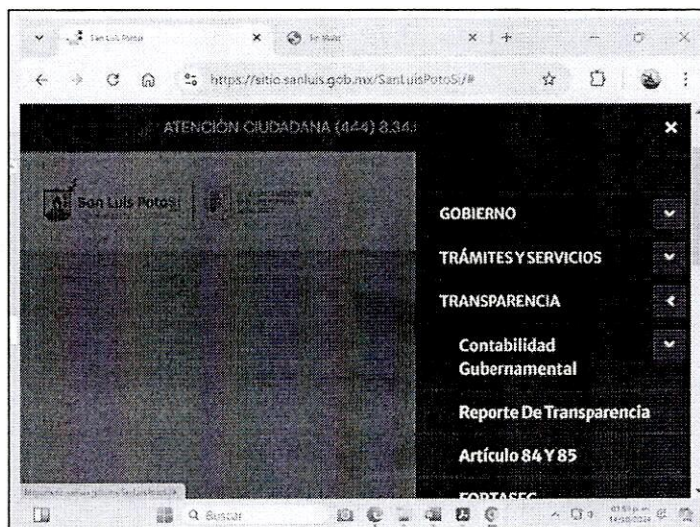 San Luis Potosí
https://sitio.sanluis.gob.mx/SanLuisPotoSi/#
ATENCIÓN CIUDADANA (444) 8.34.
San Luis Potosí
GOBIERNO
TRÁMITES Y SERVICIOS
TRANSPARENCIA
Contabilidad
Gubernamental
Reporte De Transparencia
Artículo 84 Y 85
FORTASEC
Buscar